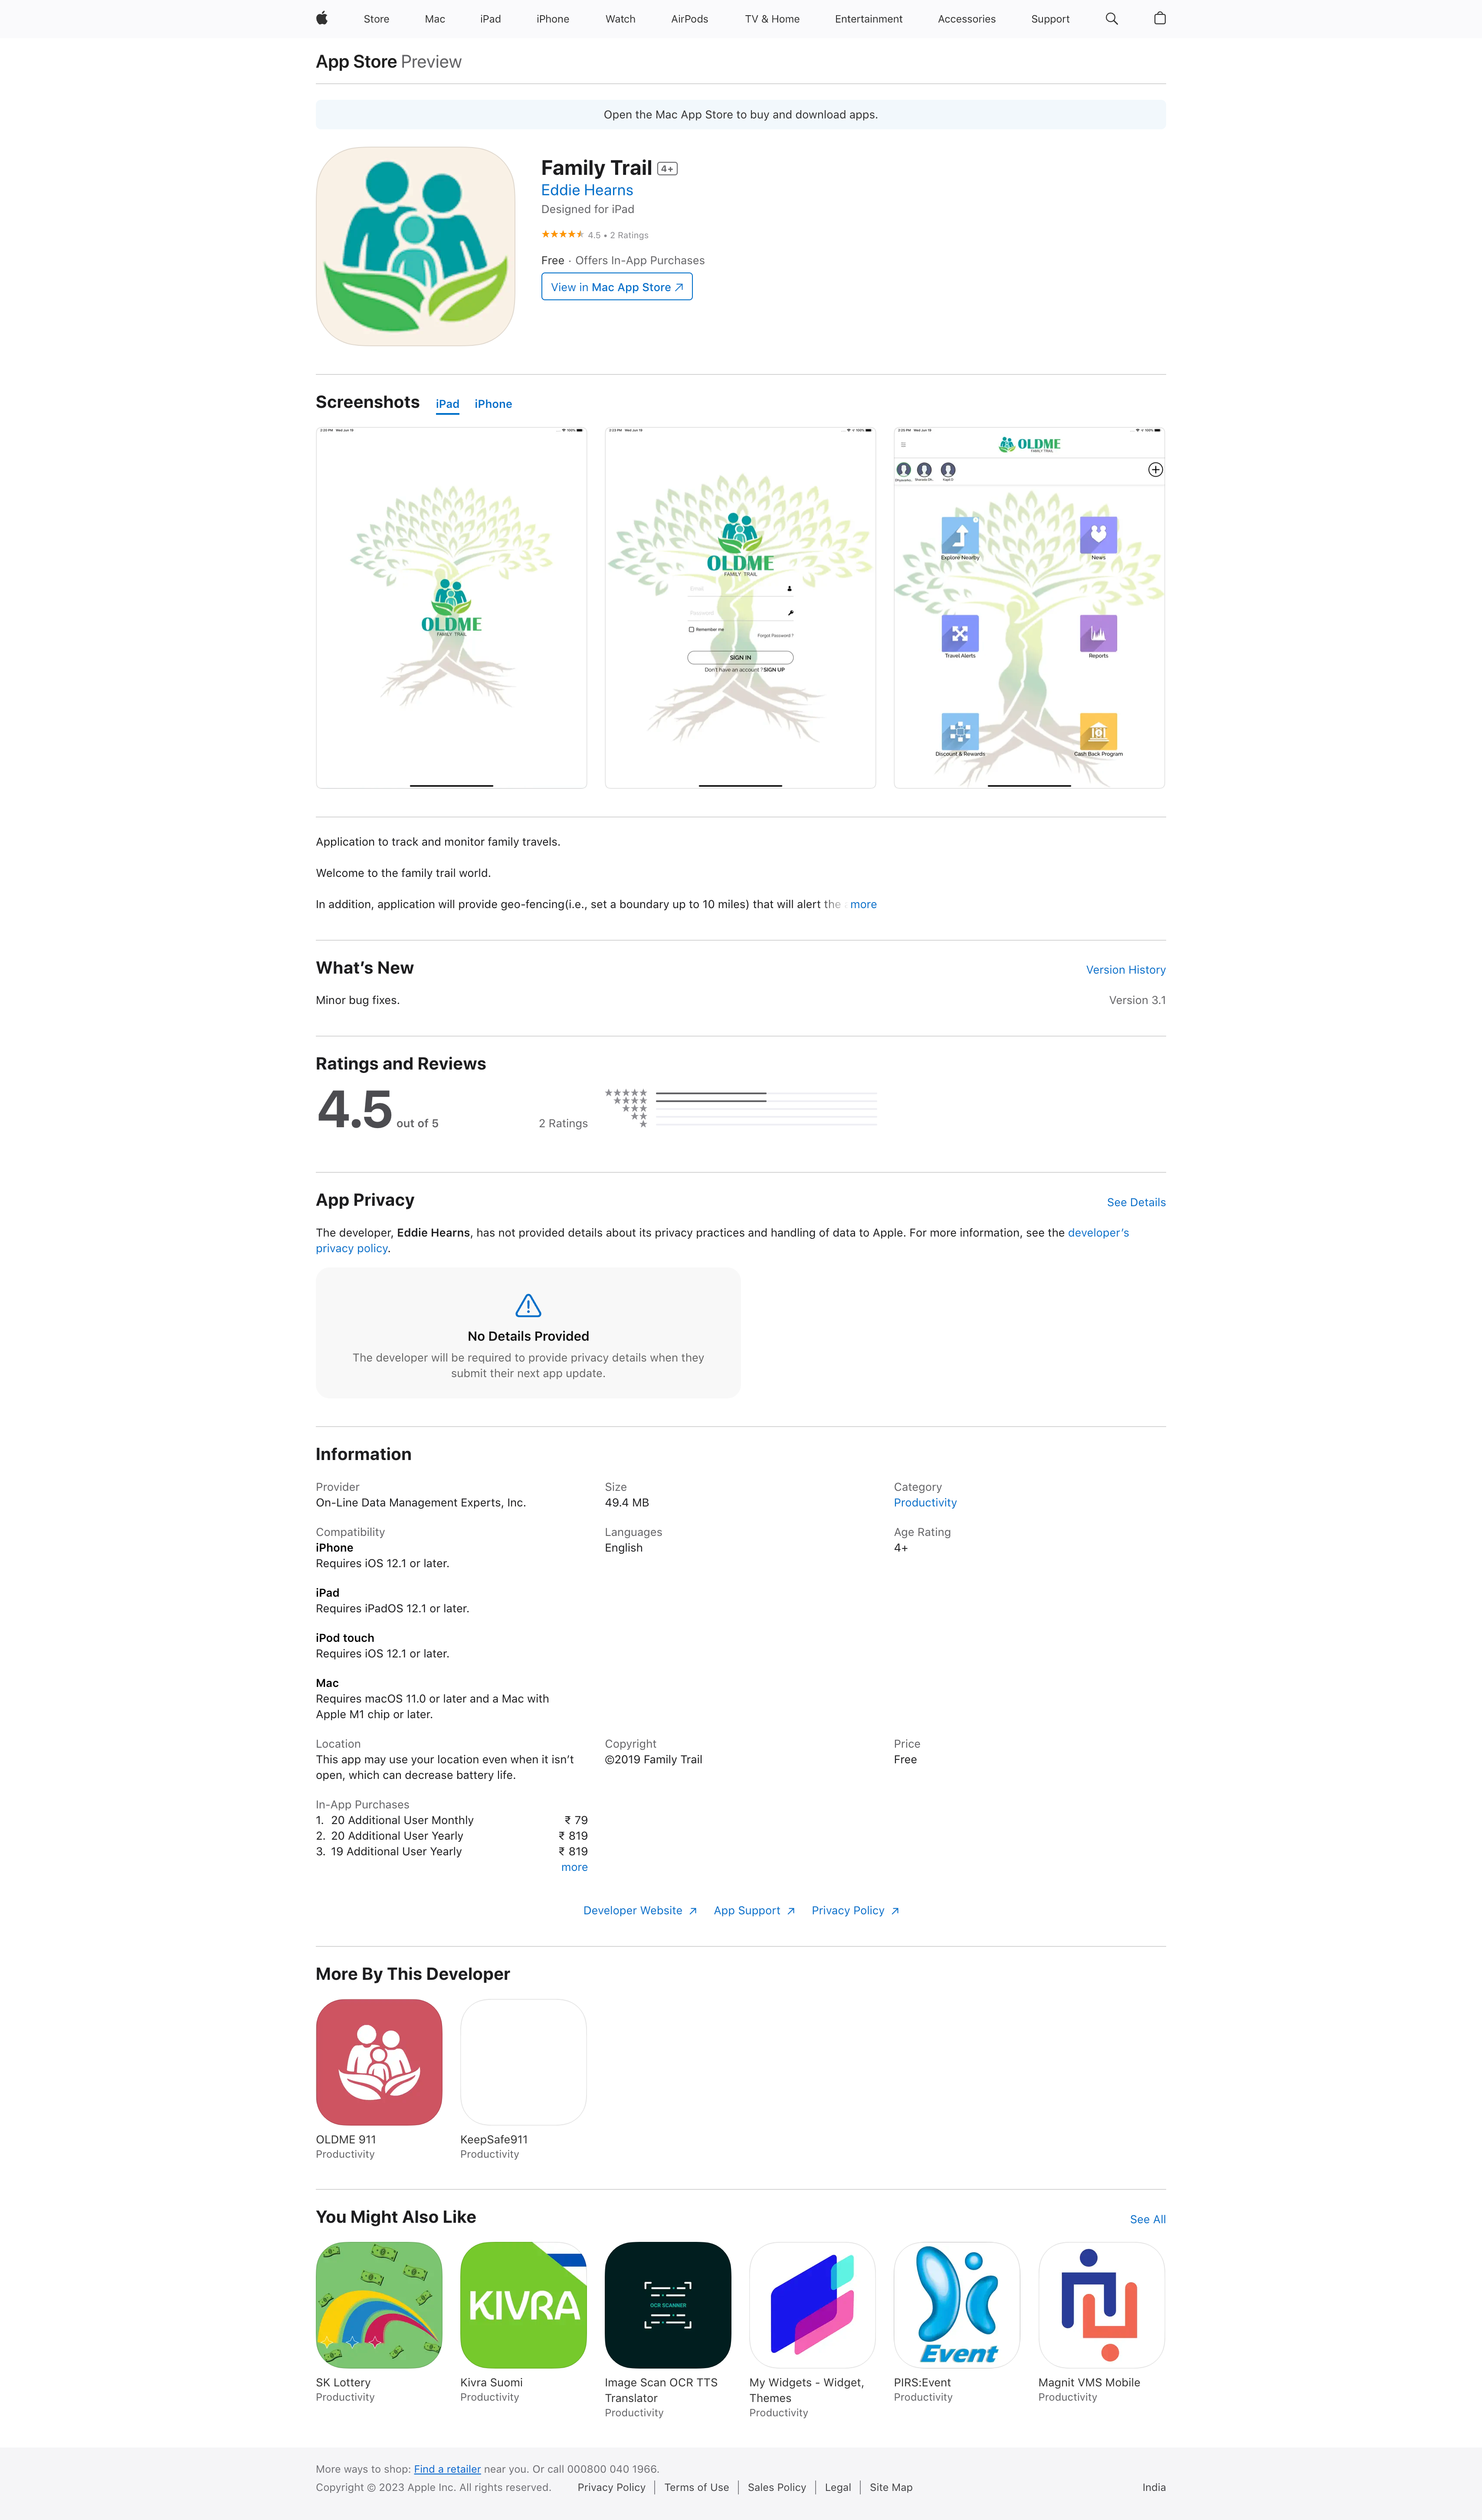 Store Mac iPad iPhone Watch AirPods TV & Home Entertainment Accessories Support
App Store Preview
Open the Mac App Store to buy and download apps.
Family Trail 4+
Eddie Hearns
Designed for iPad
4.5 • 2 Ratings
Free · Offers In-App Purchases
View in Mac App Store
Screenshots iPad iPhone
OLDME
FAMILY TRAIL
OLDME
FAMILY TRAIL
Email
Password
Remember me
Forgot Password ?
SIGN IN
Don't have an account ? SIGN UP
OLDME
FAMILY TRAIL
Explore Nearby
News
Travel Alerts
Reports
Discount & Rewards
Cash Back Program
Application to track and monitor family travels.
Welcome to the family trail world.
In addition, application will provide geo-fencing(i.e., set a boundary up to 10 miles) that will alert the more
What's New Version History
Minor bug fixes. Version 3.1
Ratings and Reviews
4.5 out of 5 2 Ratings
App Privacy See Details
The developer, Eddie Hearns, has not provided details about its privacy practices and handling of data to Apple. For more information, see the developer's
privacy policy.
No Details Provided
The developer will be required to provide privacy details when they
submit their next app update.
Information
Provider
On-Line Data Management Experts, Inc.
Size
49.4 MB
Category
Productivity
Compatibility
iPhone
Requires iOS 12.1 or later.
iPad
Requires iPadOS 12.1 or later.
iPod touch
Requires iOS 12.1 or later.
Mac
Requires macOS 11.0 or later and a Mac with
Apple M1 chip or later.
Languages
English
Age Rating
4+
Location
This app may use your location even when it isn't
open, which can decrease battery life.
Copyright
©2019 Family Trail
Price
Free
In-App Purchases
1. 20 Additional User Monthly ₹ 79
2. 20 Additional User Yearly ₹ 819
3. 19 Additional User Yearly ₹ 819
more
Developer Website App Support Privacy Policy
More By This Developer
OLDME 911
Productivity
KeepSafe911
Productivity
You Might Also Like See All
KIVRA
OCR SCANNER
Event
SK Lottery
Productivity
Kivra Suomi
Productivity
Image Scan OCR TTS
Translator
Productivity
My Widgets - Widget,
Themes
Productivity
PIRS:Event
Productivity
Magnit VMS Mobile
Productivity
More ways to shop: Find a retailer near you. Or call 000800 040 1966.
Copyright © 2023 Apple Inc. All rights reserved. Privacy Policy Terms of Use Sales Policy Legal Site Map India